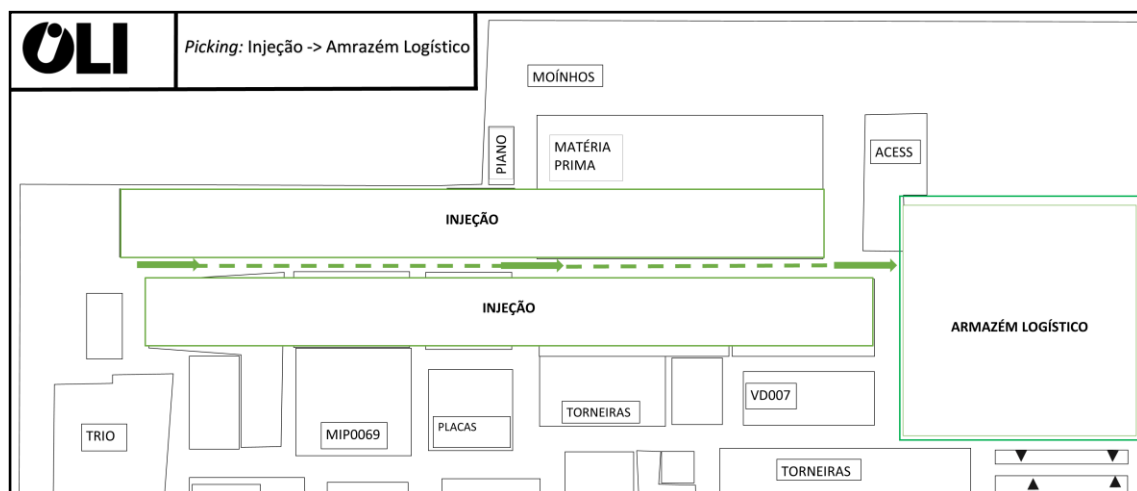 OLI
Picking: Injeção -> Amrazém Logístico
MOÍNHOS
PIANO
MATÉRIA
PRIMA
ACESS
INJEÇÃO
INJEÇÃO
ARMAZÉM LOGÍSTICO
TRIO
MIP0069
PLACAS
TORNEIRAS
VD007
TORNEIRAS